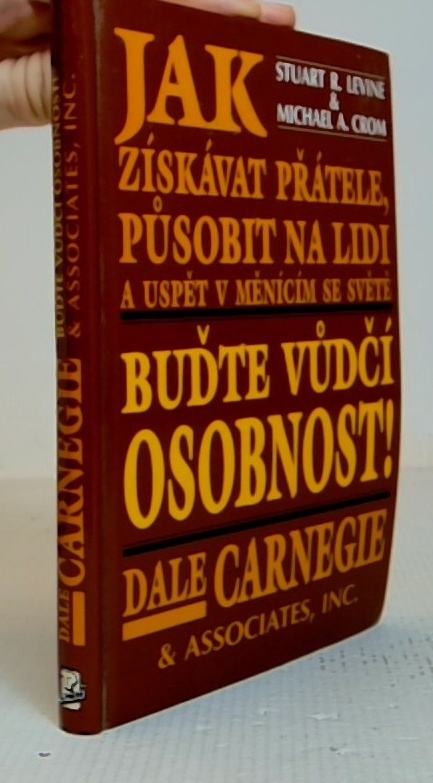 JAK
STUART R. LEVINE
&
MICHAEL A. CROM
ZÍSKÁVAT PŘÁTELE,
PŮSOBIT NA LIDI
A USPĚT V MĚNÍCÍM SE SVĚTĚ
BUĎTE VŮDČÍ
OSOBNOST!
DALE CARNEGIE
& ASSOCIATES, INC.
DALE CARNEGIE
BUĎTE VŮDČÍ OSOBNOSTÍ
& ASSOCIATES, INC.